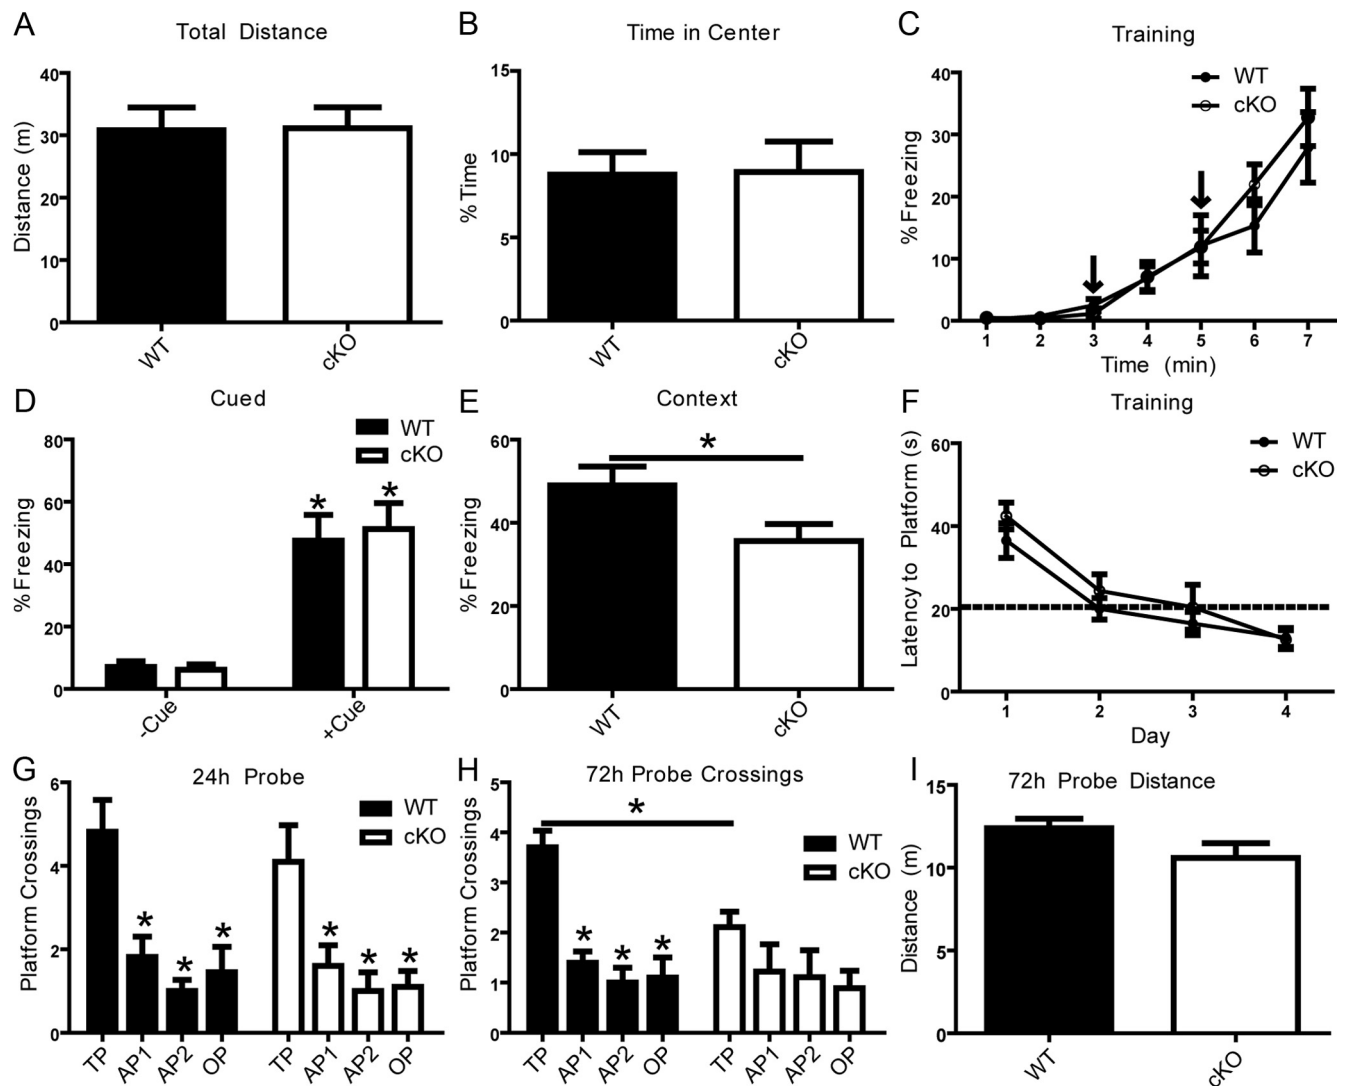 A
Total Distance
Distance (m)
40
30
20
10
0
WT
cKO
B
Time in Center
% Time
15
10
5
0
WT
cKO
C
Training
WT
cKO
% Freezing
40
30
20
10
0
1 2 3 4 5 6 7
Time (min)
D
Cued
WT
cKO
% Freezing
80
60
40
20
0
* *
-Cue
+Cue
E
Context
% Freezing
60
40
20
0
*
WT
cKO
F
Training
WT
cKO
Latency to Platform (s)
60
40
20
0
1 2 3 4
Day
G
24h Probe
WT
cKO
Platform Crossings
6
4
2
0
* * * * * *
TP AP1 AP2 OP TP AP1 AP2 OP
H
72h Probe Crossings
WT
cKO
Platform Crossings
5
4
3
2
1
0
*
* * *
TP AP1 AP2 OP TP AP1 AP2 OP
I
72h Probe Distance
Distance (m)
15
10
5
0
WT
cKO